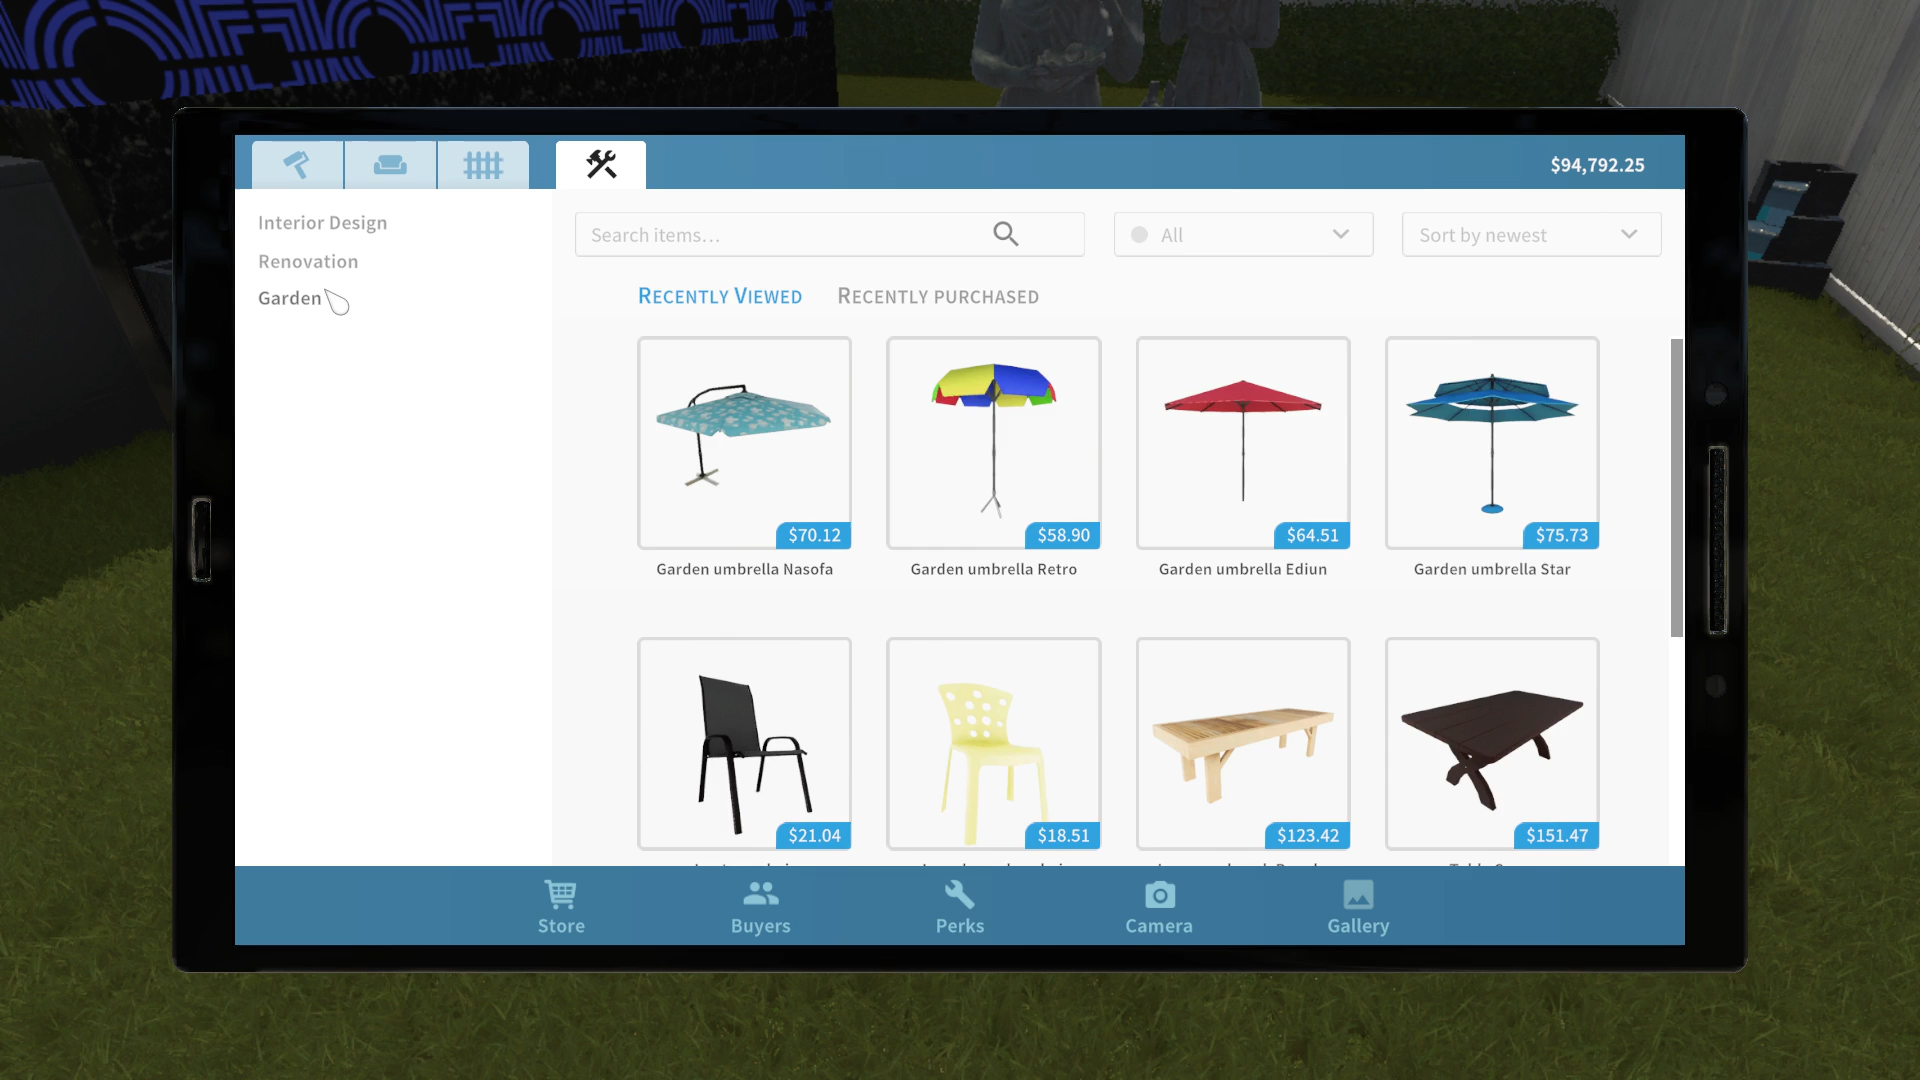 $94,792.25
Interior Design
Renovation
Garden
Search items...
All
Sort by newest
Recently Viewed
Recently purchased
$70.12
$58.90
$64.51
$75.73
Garden umbrella Nasofa
Garden umbrella Retro
Garden umbrella Ediun
Garden umbrella Star
$21.04
$18.51
$123.42
$151.47
Store
Buyers
Perks
Camera
Gallery